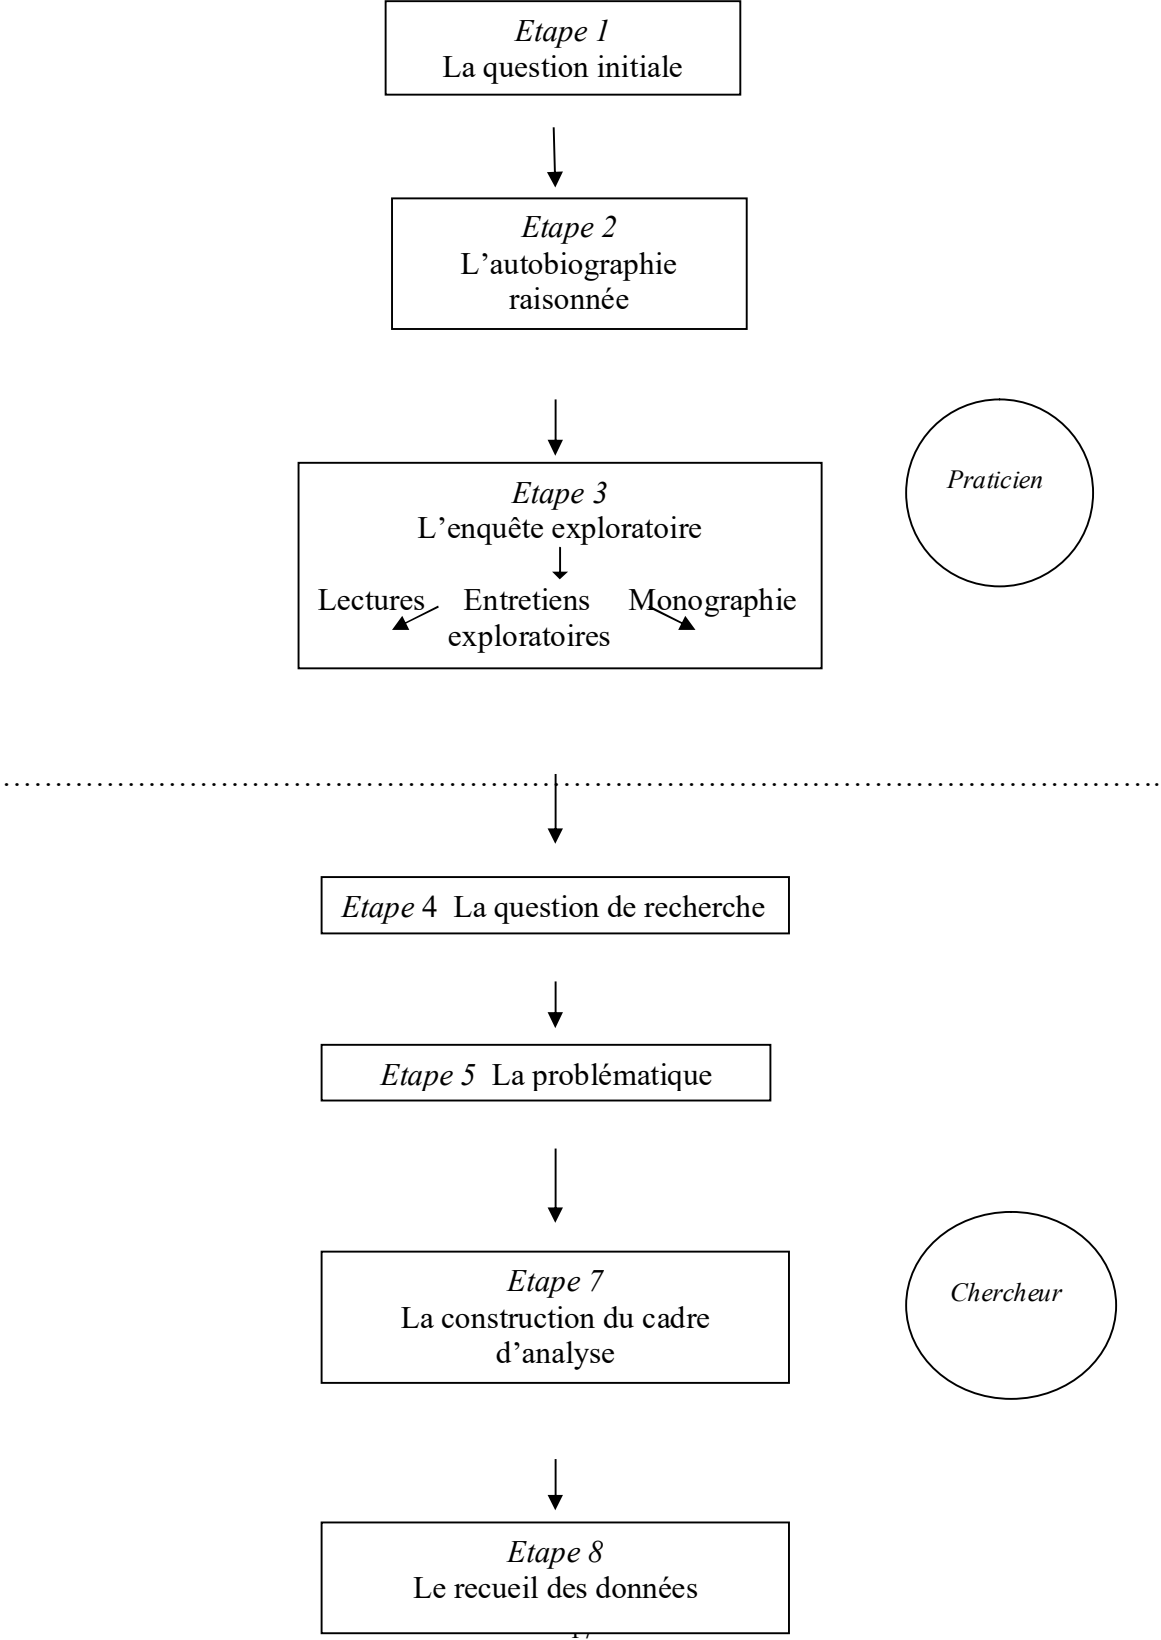 Etape 1
La question initiale
Etape 2
L’autobiographie
raisonnée
Praticien
Etape 3
L’enquête exploratoire
Lectures Entretiens Monographie
exploratoires
Etape 4 La question de recherche
Etape 5 La problématique
Etape 7
La construction du cadre
d’analyse
Chercheur
Etape 8
Le recueil des données